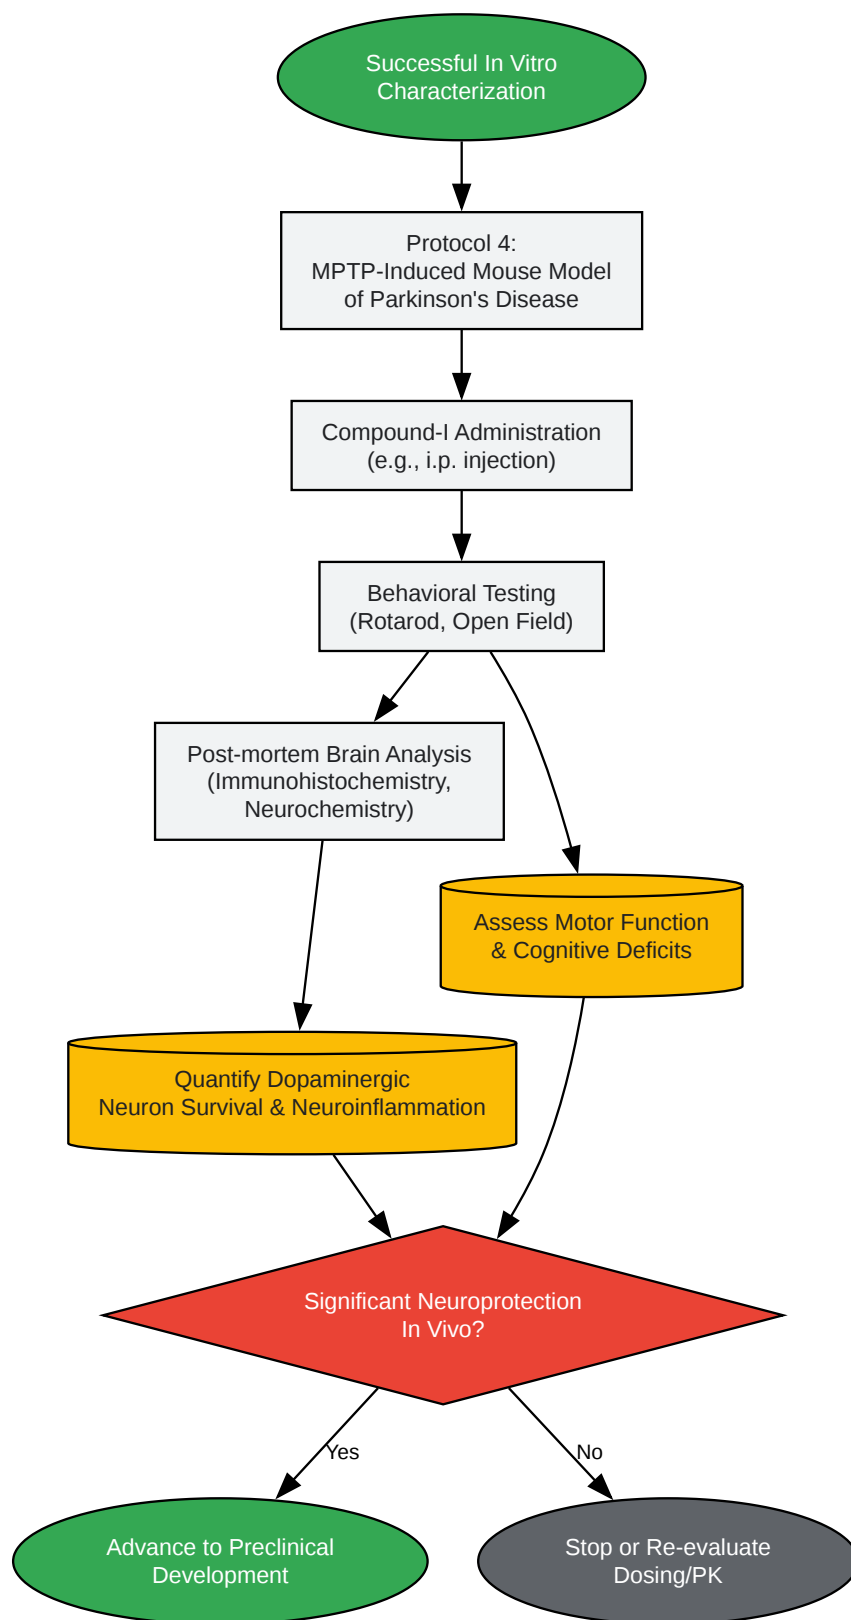 Successful In Vitro
Characterization
Protocol 4:
MPTP-Induced Mouse Model
of Parkinson's Disease
Compound-I Administration
(e.g., i.p. injection)
Behavioral Testing
(Rotarod, Open Field)
Post-mortem Brain Analysis
(Immunohistochemistry,
Neurochemistry)
Assess Motor Function
& Cognitive Deficits
Quantify Dopaminergic
Neuron Survival & Neuroinflammation
Significant Neuroprotection
In Vivo?
Yes
No
Advance to Preclinical
Development
Stop or Re-evaluate
Dosing/PK